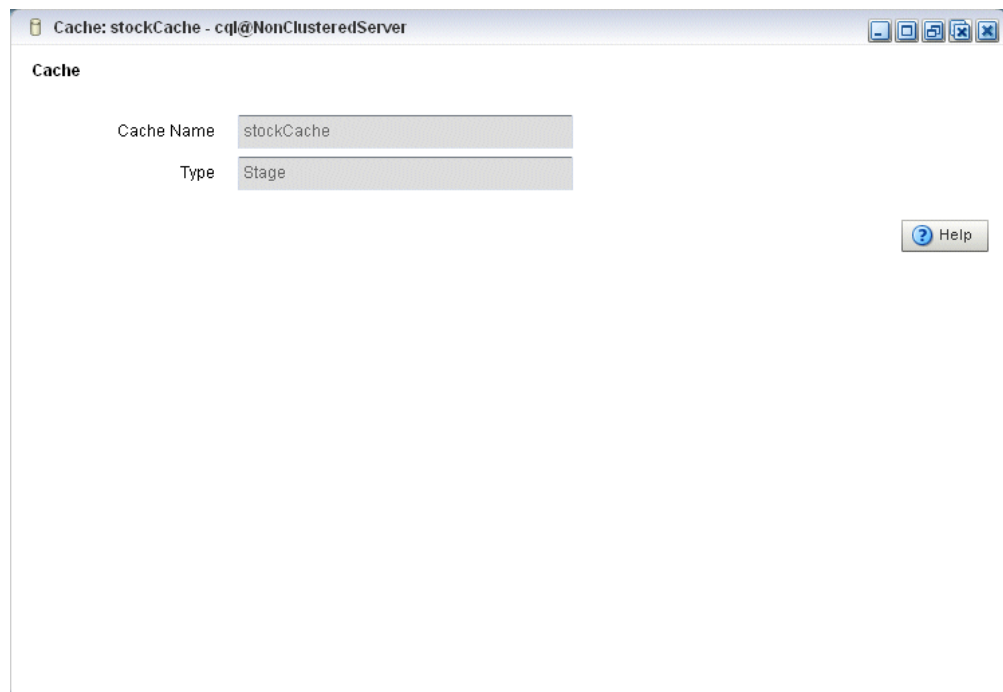 Cache: stockCache - cql@NonClusteredServer
Cache
Cache Name stockCache
Type Stage
Help